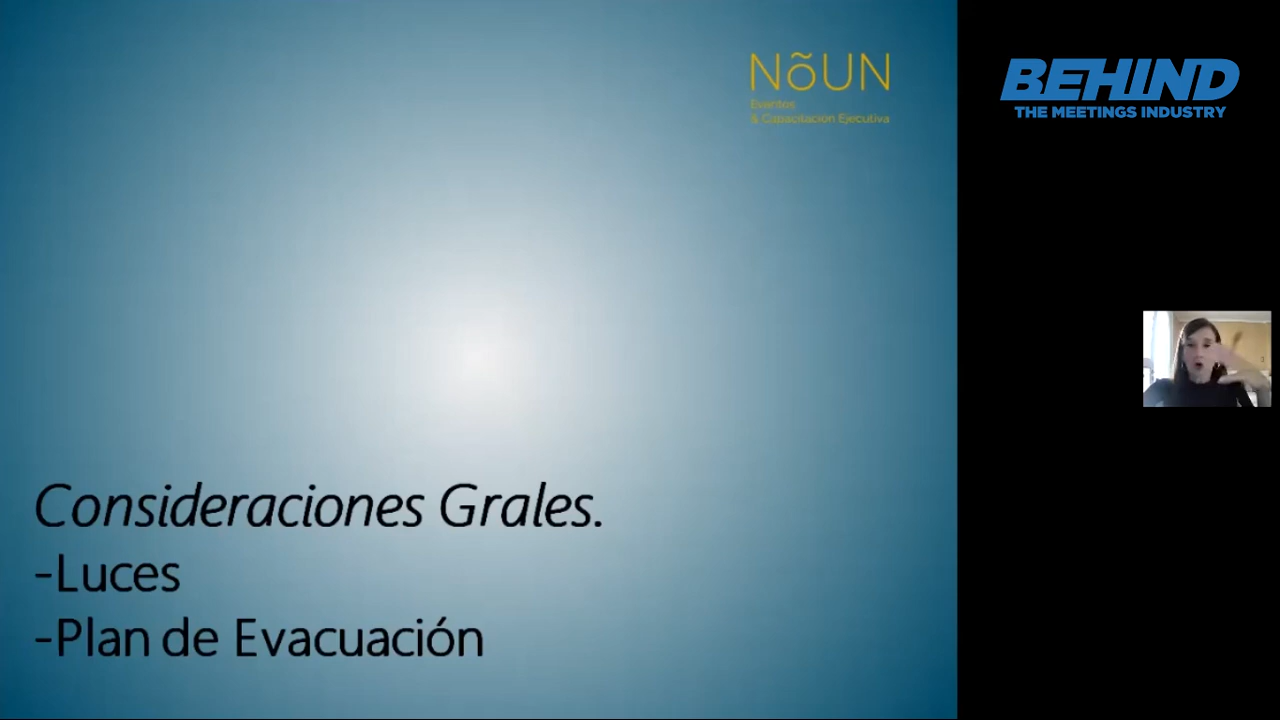 NõUN
Eventos
& Capacitación Ejecutiva
BEHIND
THE MEETINGS INDUSTRY
Consideraciones Grales.
-Luces
-Plan de Evacuación